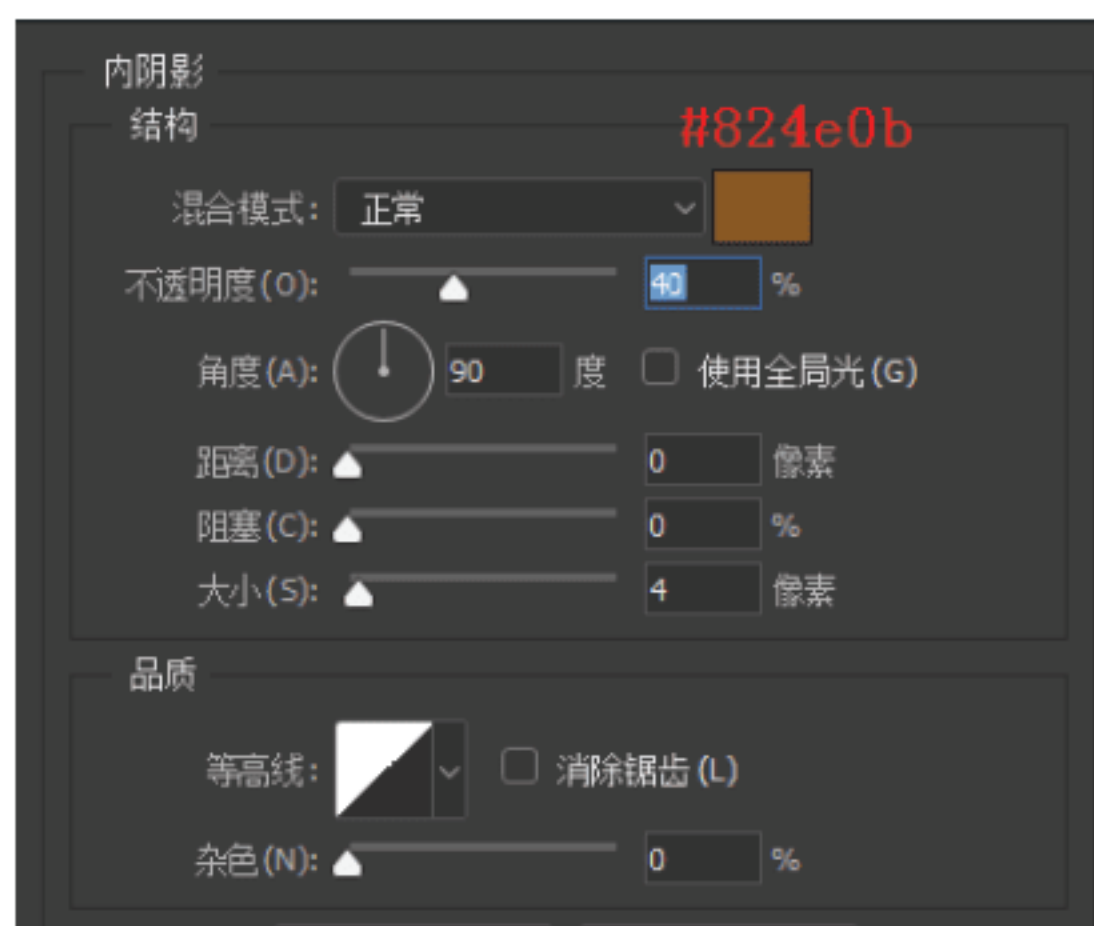 内阴影
结构
#824e0b
混合模式: 正常
不透明度(O): 40 %
角度(A): 90 度 使用全局光(G)
距离(D): 0 像素
阻塞(C): 0 %
大小(S): 4 像素
品质
等高线: 消除锯齿(L)
杂色(N): 0 %